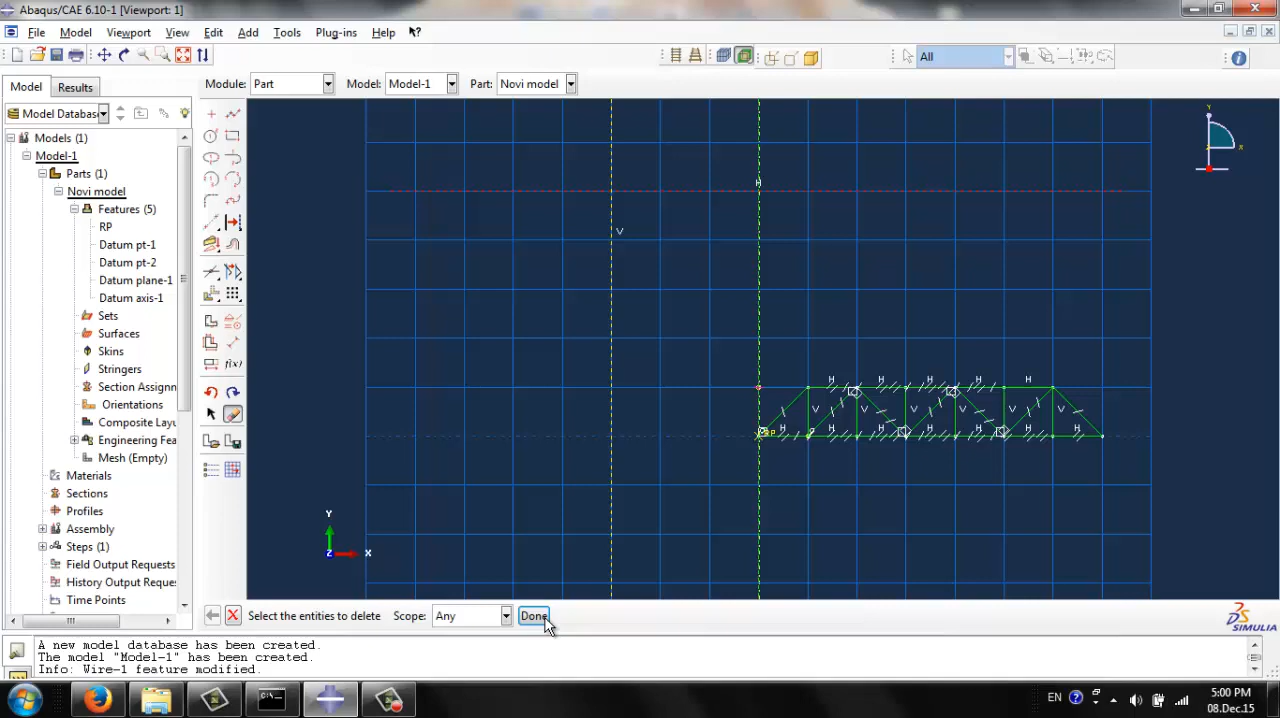 Abaqus/CAE 6.10-1 [Viewport: 1]
File Model Viewport View Edit Add Tools Plug-ins Help
All
Model Results
Module: Part Model: Model-1 Part: Novi model
Model Databas
Models (1)
Model-1
Parts (1)
Novi model
Features (5)
RP
Datum pt-1
Datum pt-2
Datum plane-1
Datum axis-1
Sets
Surfaces
Skins
Stringers
Section Assignm
Orientations
Composite Layu
Engineering Fea
Mesh (Empty)
Materials
Sections
Profiles
Assembly
Steps (1)
Field Output Requests
History Output Reques
Time Points
f(x)
Y
X
H
V
H H H H H
V V V V V V
H H H H H H H
Y
Z X
Select the entities to delete Scope: Any Done
SIMULIA
A new model database has been created.
The model "Model-1" has been created.
Info: Wire-1 feature modified.
EN 5:00 PM
08.Dec.15